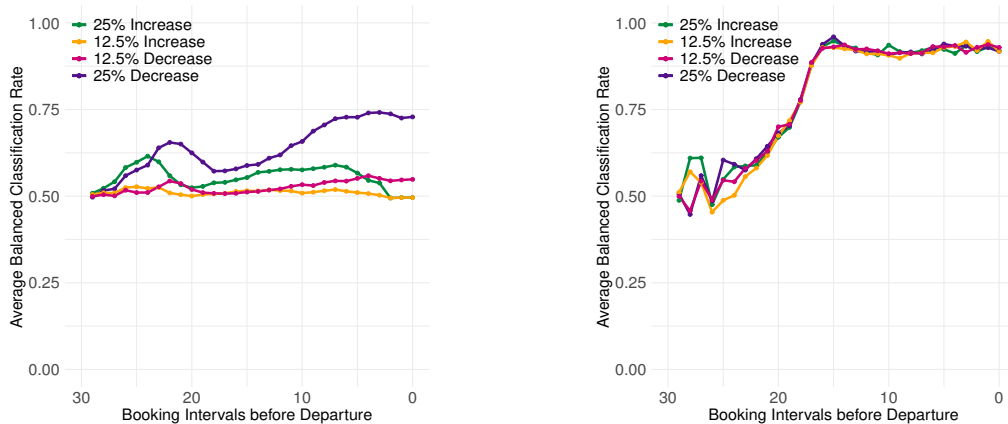 1.00
0.75
0.50
0.25
0.00
Average Balanced Classification Rate
25% Increase
12.5% Increase
12.5% Decrease
25% Decrease
30
20
10
0
Booking Intervals before Departure
1.00
0.75
0.50
0.25
0.00
Average Balanced Classification Rate
25% Increase
12.5% Increase
12.5% Decrease
25% Decrease
30
20
10
0
Booking Intervals before Departure